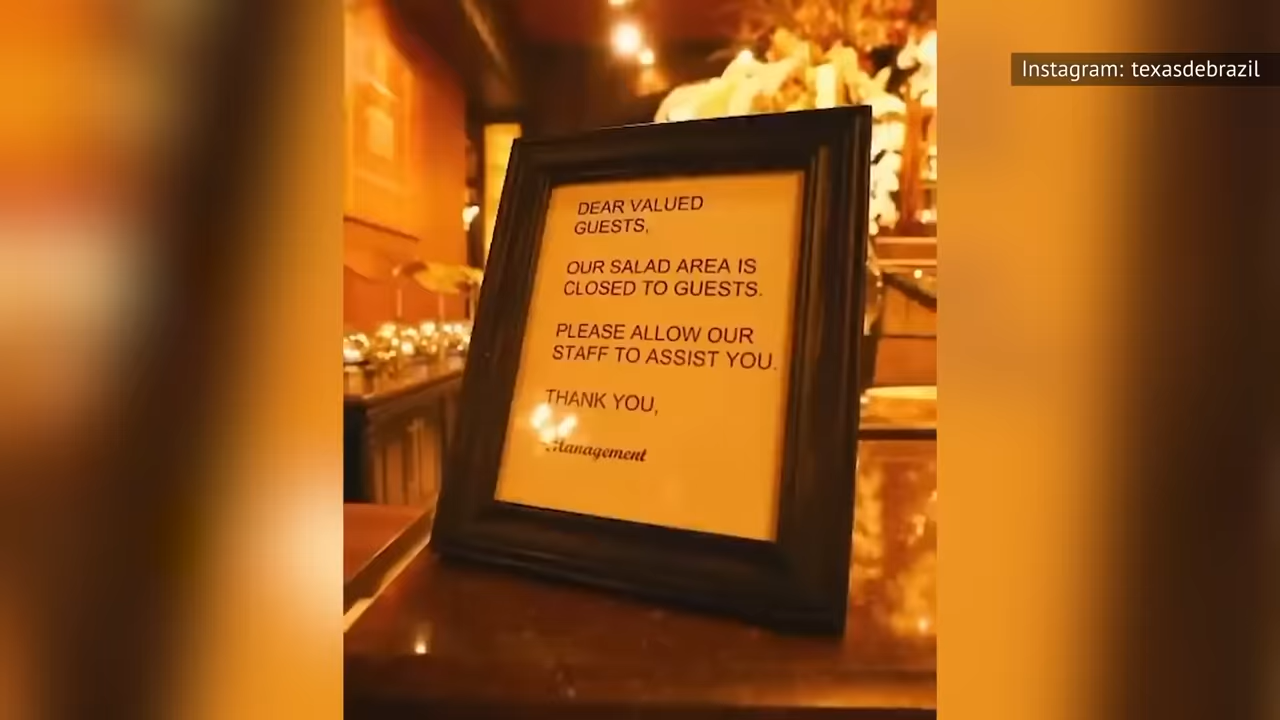 Instagram: texasdebrazil
DEAR VALUED
GUESTS,
OUR SALAD AREA IS
CLOSED TO GUESTS.
PLEASE ALLOW OUR
STAFF TO ASSIST YOU.
THANK YOU,
Management